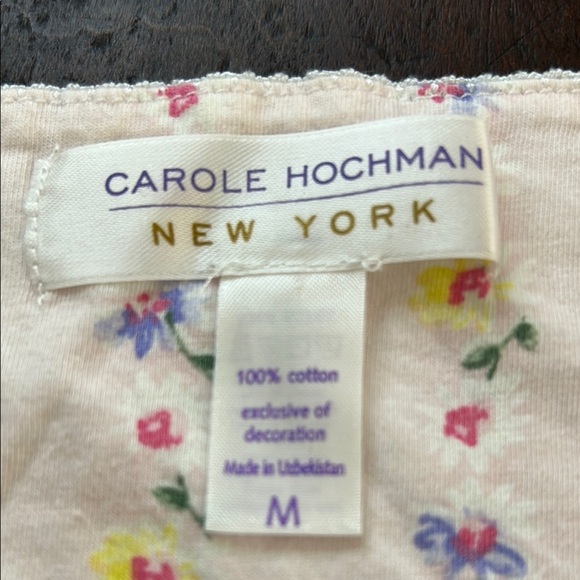 CAROLE HOCHMAN
NEW YORK
100% cotton
exclusive of
decoration
Made in Uzbekistan
M